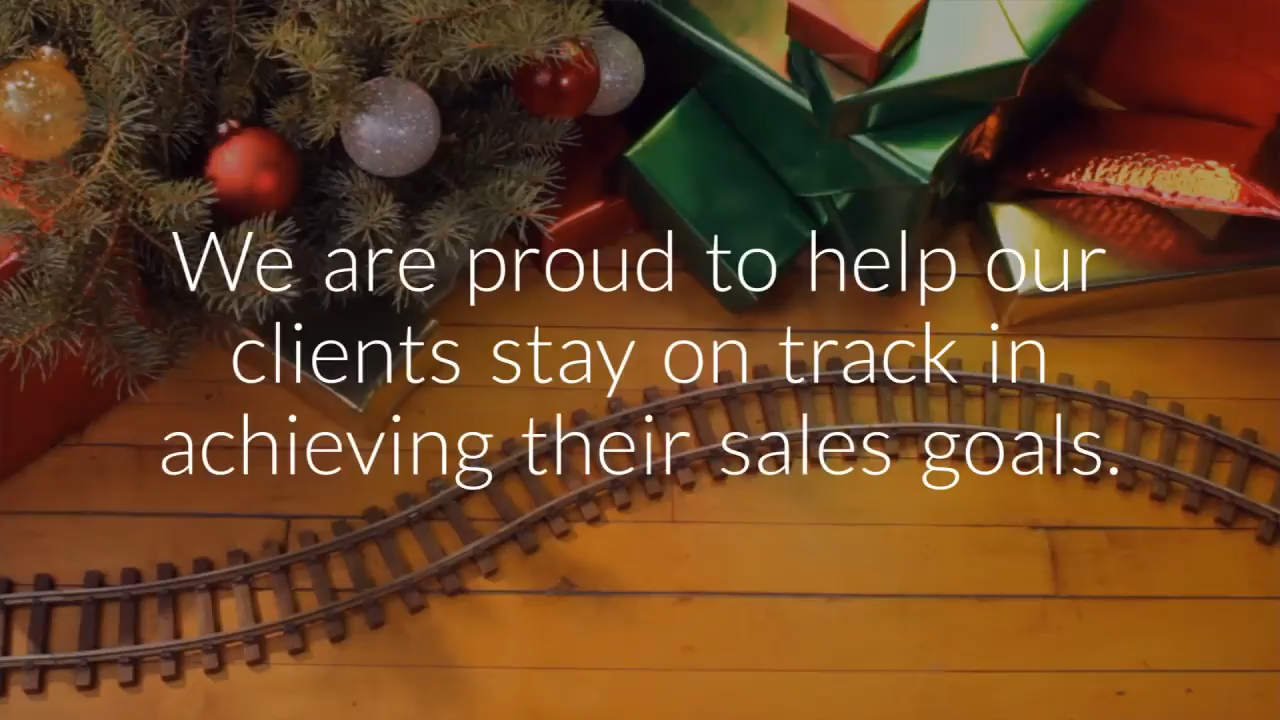 We are proud to help our
clients stay on track in
achieving their sales goals.